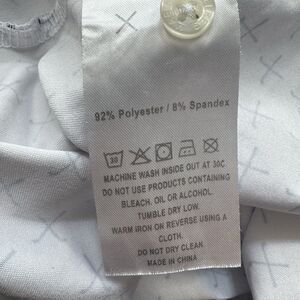 92% Polyester / 8% Spandex
30
MACHINE WASH INSIDE OUT AT 30C.
DO NOT USE PRODUCTS CONTAINING
BLEACH, OIL OR ALCOHOL.
TUMBLE DRY LOW.
WARM IRON ON REVERSE USING A
CLOTH.
DO NOT DRY CLEAN.
MADE IN CHINA